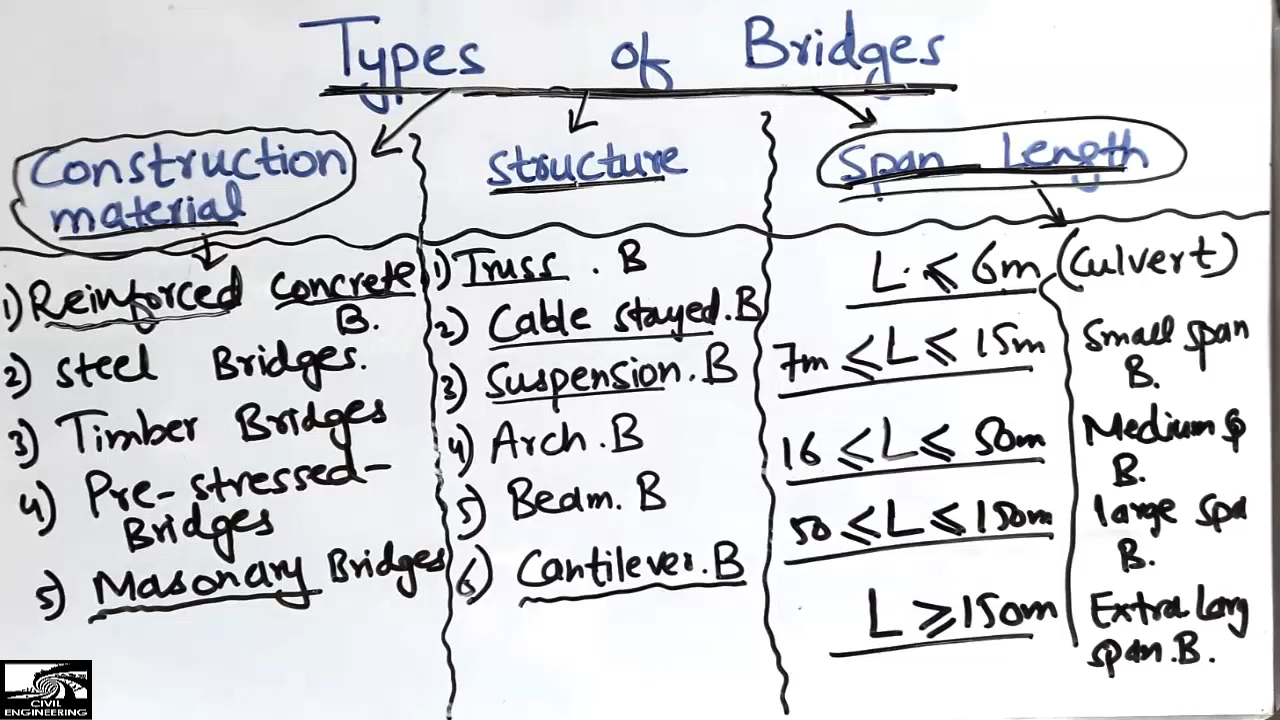 Types of Bridges
Construction
material
1) Reinforced Concrete
B.
2) Steel Bridges.
3) Timber Bridges
4) Pre-stressed-
Bridges
5) Masonary Bridges
Structure
1) Truss . B
2) Cable stayed.B
3) Suspension.B
4) Arch.B
5) Beam.B
6) Cantilever.B
Span Length
L ⩽ 6m (Culvert)
7m ⩽ L ⩽ 15m Small span
B.
16 ⩽ L ⩽ 50m Medium sp
B.
50 ⩽ L ⩽ 150m large spa
B.
L ⩾ 150m Extra Larg
span.B.
CIVIL
ENGINEERING